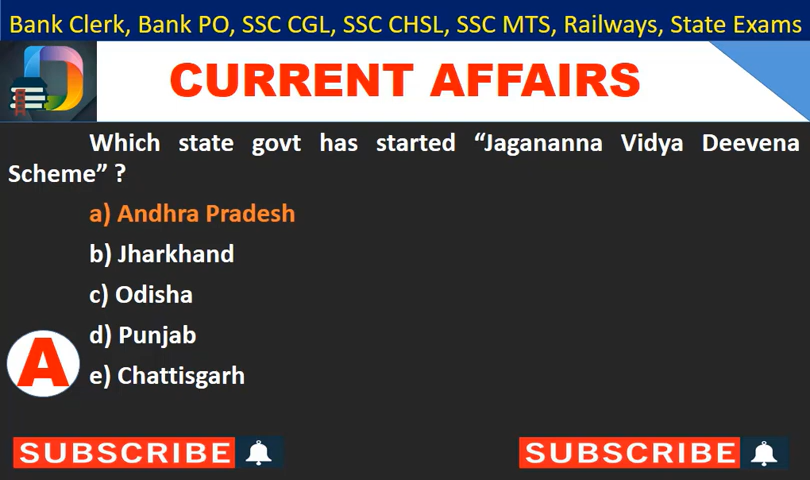 Bank Clerk, Bank PO, SSC CGL, SSC CHSL, SSC MTS, Railways, State Exams
CURRENT AFFAIRS
Which state govt has started “Jagananna Vidya Deevena
Scheme” ?
a) Andhra Pradesh
b) Jharkhand
c) Odisha
d) Punjab
e) Chattisgarh
A
SUBSCRIBE
SUBSCRIBE